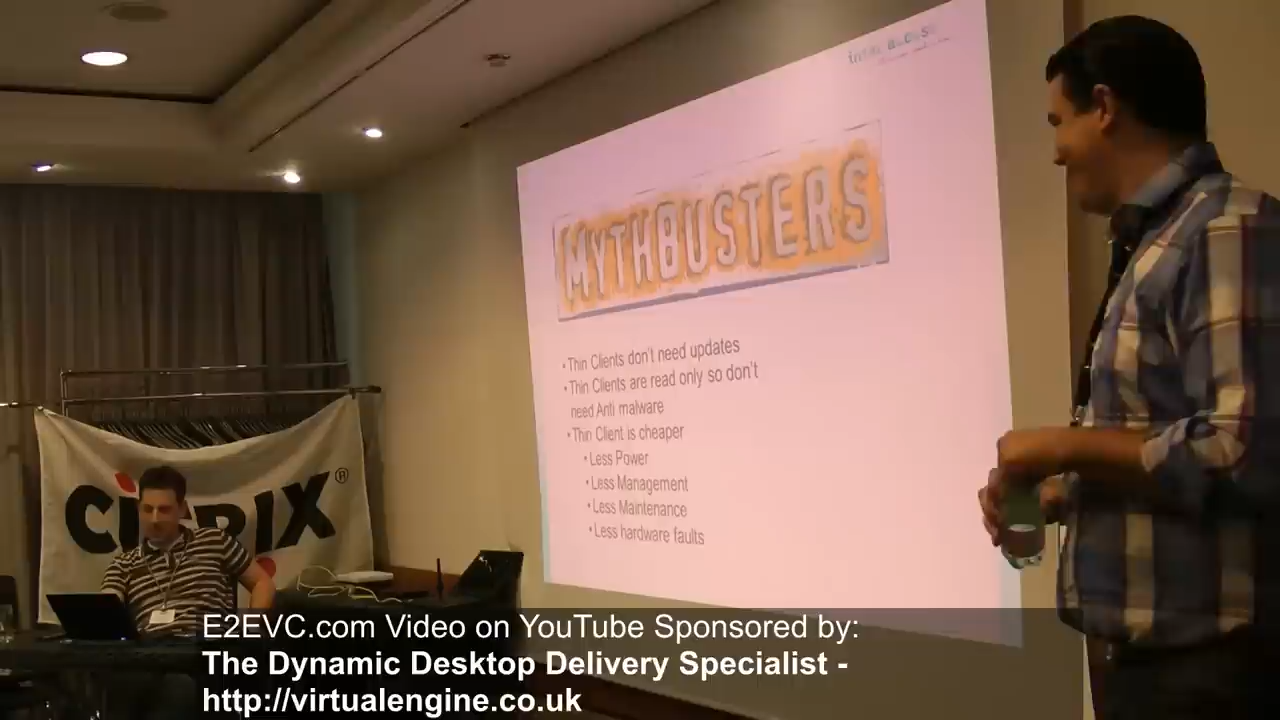 MYTHBUSTERS
• Thin Clients don't need updates
• Thin Clients are read only so don't
need Anti malware
• Thin Client is cheaper
• Less Power
• Less Management
• Less Maintenance
• Less hardware faults
CITRIX®
E2EVC.com Video on YouTube Sponsored by:
The Dynamic Desktop Delivery Specialist -
http://virtualengine.co.uk